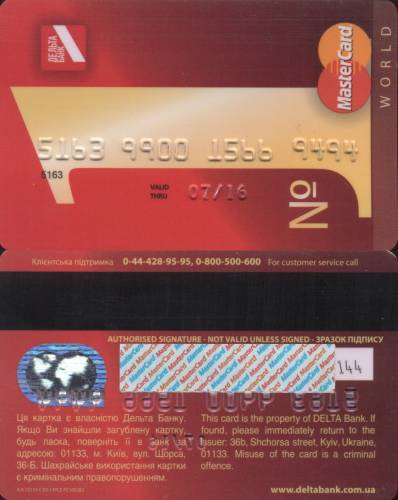 ДЕЛЬТА
БАНК
MasterCard
WORLD
5163 9900 1566 9494
5163
VALID
THRU
07/16
№
Клієнтська підтримка 0-44-428-95-95, 0-800-500-600 For customer service call
AUTHORISED SIGNATURE - NOT VALID UNLESS SIGNED - ЗРАЗОК ПІДПИСУ
144
Ця картка є власністю Дельта Банку.
Якщо Ви знайшли загублену картку,
будь ласка, поверніть її в Банк за
адресою: 01133, м. Київ, вул. Щорса,
36-Б. Шахрайське використання картки
є кримінальним правопорушенням.
This card is the property of DELTA Bank. If
found, please immediately return to the
Issuer: 36b, Shchorsa street, Kyiv, Ukraine,
01133. Misuse of the card is a criminal
offence.
www.deltabank.com.ua